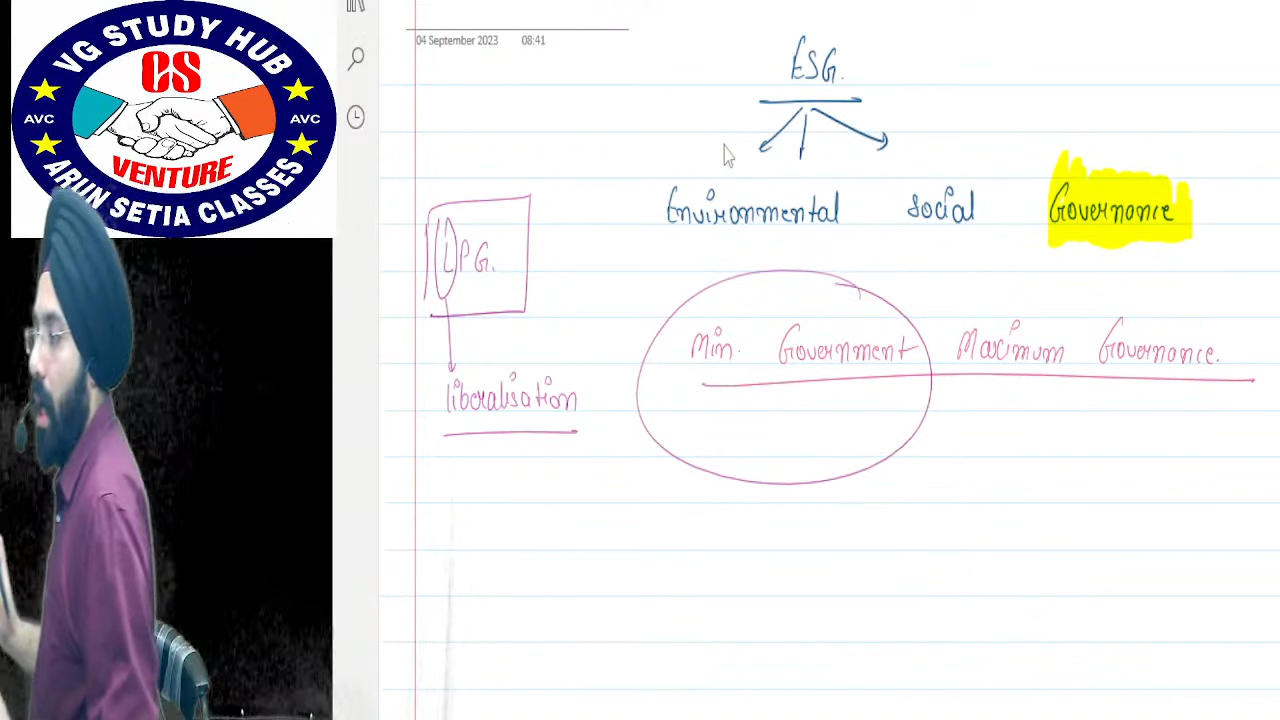 VG STUDY HUB
CS
AVC
AVC
VENTURE
ARUN SETIA CLASSES
04 September 2023 08:41
ESG.
Environmental Social Governance
LPG.
Min. Government Maximum Governance.
liberalisation